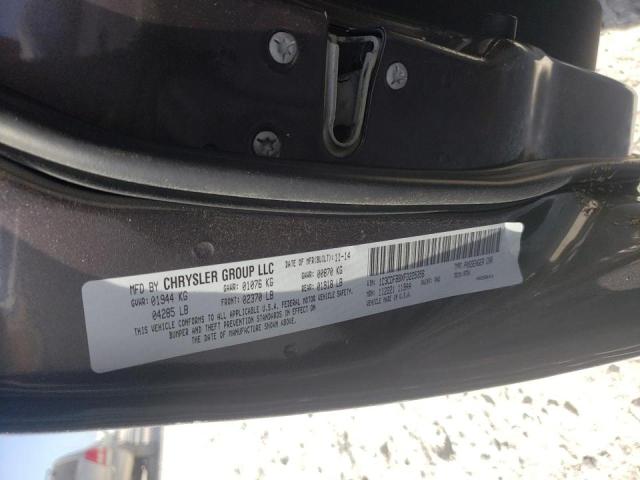 MFD BY CHRYSLER GROUP LLC DATE OF MFR(BUILT): 11-14
GVWR: 01944 KG GAWR: 01076 KG GAWR: 00870 KG
04285 LB FRONT: 02370 LB REAR: 01918 LB
THIS VEHICLE CONFORMS TO ALL APPLICABLE U.S.A. FEDERAL MOTOR VEHICLE SAFETY,
BUMPER AND THEFT PREVENTION STANDARDS IN EFFECT ON
THE DATE OF MANUFACTURE SHOWN ABOVE.
TYPE: PASSENGER CAR
MDH: 112221 11944
VEHICLE MADE IN